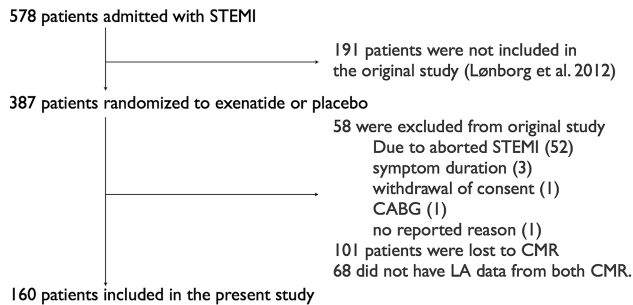 578 patients admitted with STEMI
191 patients were not included in
the original study (Lønborg et al. 2012)
387 patients randomized to exenatide or placebo
58 were excluded from original study
Due to aborted STEMI (52)
symptom duration (3)
withdrawal of consent (1)
CABG (1)
no reported reason (1)
101 patients were lost to CMR
68 did not have LA data from both CMR.
160 patients included in the present study